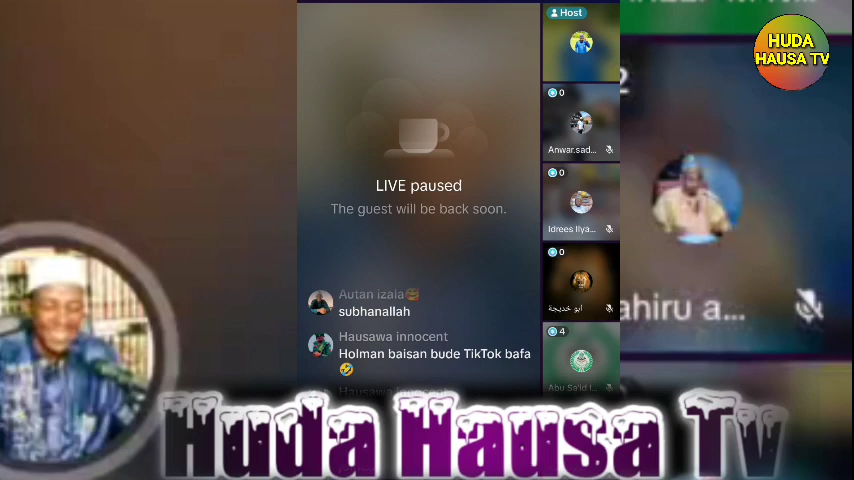 Host
HUDA
HAUSA TV
0
Anwar.sad...
LIVE paused
The guest will be back soon.
0
Idrees Ilya...
0
ابو خديجة
ahiru a...
4
Abu Sa'id I...
Autan izala🥰
subhanallah
Hausawa innocent
Holman baisan bude TikTok bafa
🤣
Hausawa innocent
Huda Hausa Tv